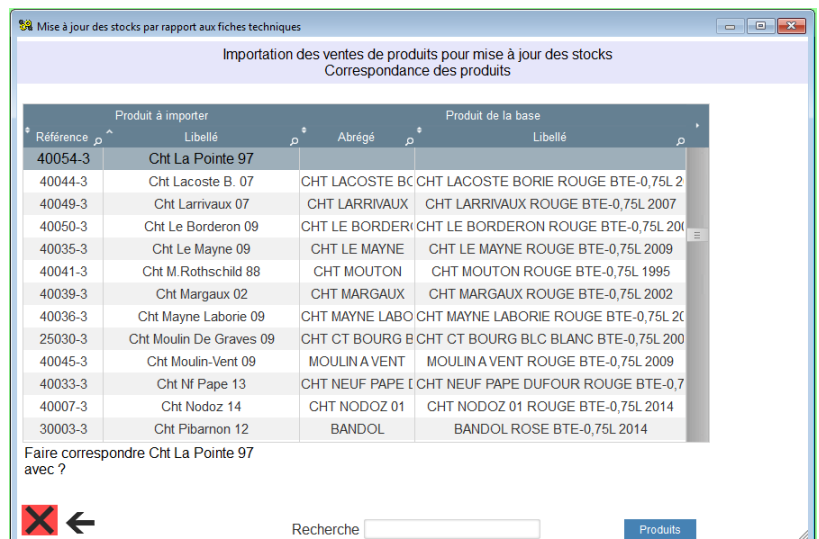 Mise à jour des stocks par rapport aux fiches techniques
Importation des ventes de produits pour mise à jour des stocks
Correspondance des produits
Produit à importer Produit de la base
Référence Libellé Abrégé Libellé
40054-3 Cht La Pointe 97
40044-3 Cht Lacoste B. 07 CHT LACOSTE BO CHT LACOSTE BORIE ROUGE BTE-0,75L 2
40049-3 Cht Larrivaux 07 CHT LARRIVAUX CHT LARRIVAUX ROUGE BTE-0,75L 2007
40050-3 Cht Le Borderon 09 CHT LE BORDER CHT LE BORDERON ROUGE BTE-0,75L 200
40035-3 Cht Le Mayne 09 CHT LE MAYNE CHT LE MAYNE ROUGE BTE-0,75L 2009
40041-3 Cht M.Rothschild 88 CHT MOUTON CHT MOUTON ROUGE BTE-0,75L 1995
40039-3 Cht Margaux 02 CHT MARGAUX CHT MARGAUX ROUGE BTE-0,75L 2002
40036-3 Cht Mayne Laborie 09 CHT MAYNE LABO CHT MAYNE LABORIE ROUGE BTE-0,75L 20
25030-3 Cht Moulin De Graves 09 CHT CT BOURG B CHT CT BOURG BLC BLANC BTE-0,75L 200
40045-3 Cht Moulin-Vent 09 MOULIN A VENT MOULIN A VENT ROUGE BTE-0,75L 2009
40033-3 Cht Nf Pape 13 CHT NEUF PAPE CHT NEUF PAPE DUFOUR ROUGE BTE-0,7
40007-3 Cht Nodoz 14 CHT NODOZ 01 CHT NODOZ 01 ROUGE BTE-0,75L 2014
30003-3 Cht Pibarnon 12 BANDOL BANDOL ROSE BTE-0,75L 2014
Faire correspondre Cht La Pointe 97
avec ?
Recherche Produits